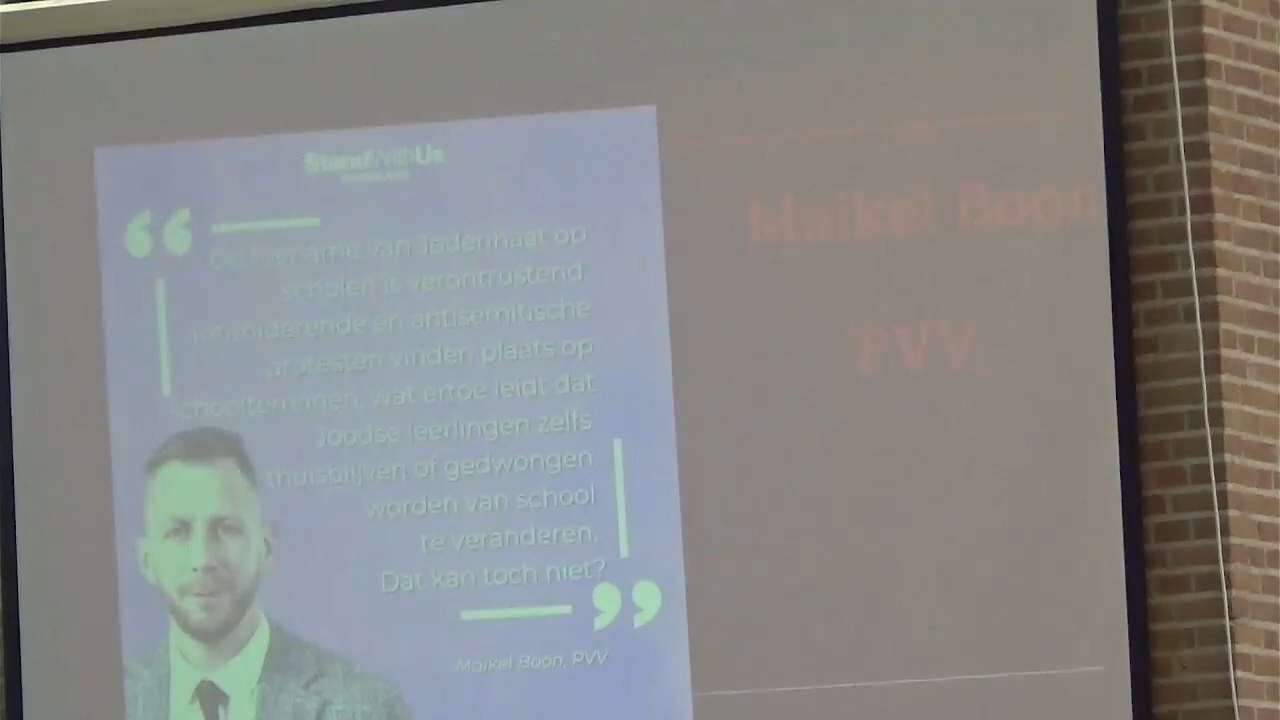 StandWithUs
“
De toename van Jodenhaat op
scholen is verontrustend.
Intimiderende en antisemitische
protesten vinden plaats op
schoolterreinen, wat ertoe leidt dat
Joodse leerlingen zelfs
thuisblijven of gedwongen
worden van school
te veranderen.
Dat kan toch niet?
”
Maikel Boon, PVV
Maikel Boon
PVV